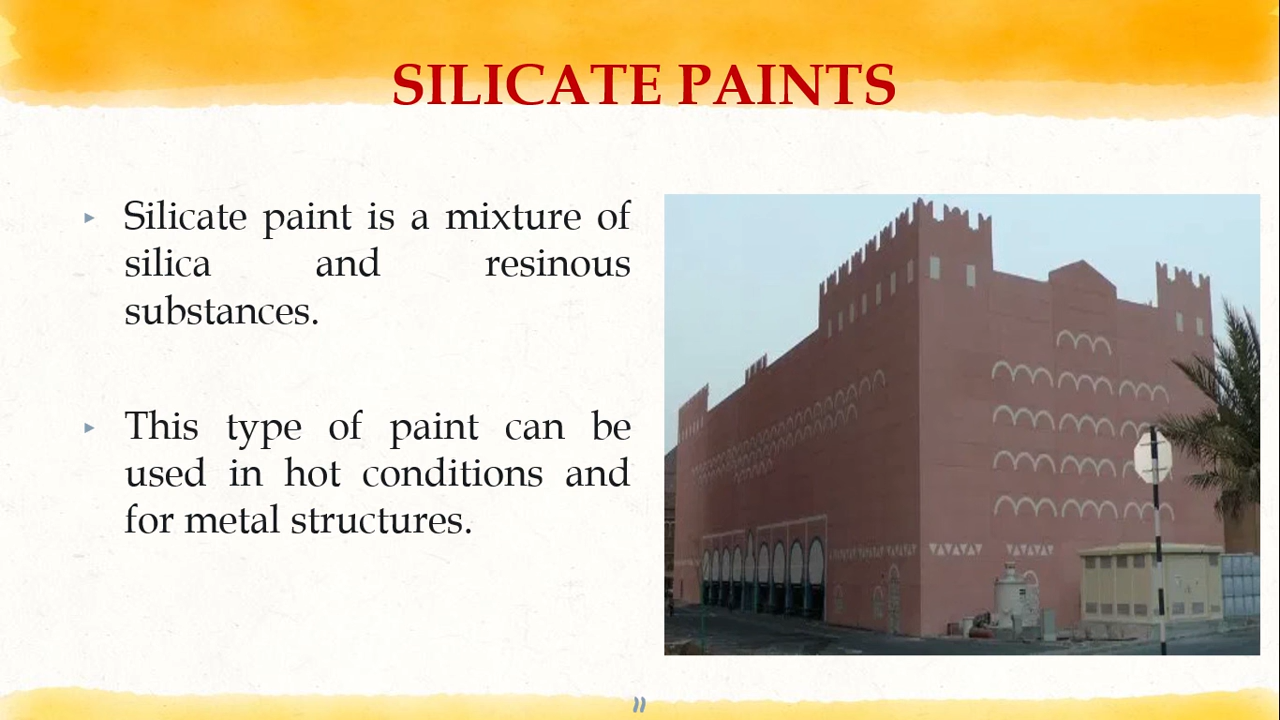 SILICATE PAINTS
Silicate paint is a mixture of
silica and resinous
substances.
This type of paint can be
used in hot conditions and
for metal structures.
11